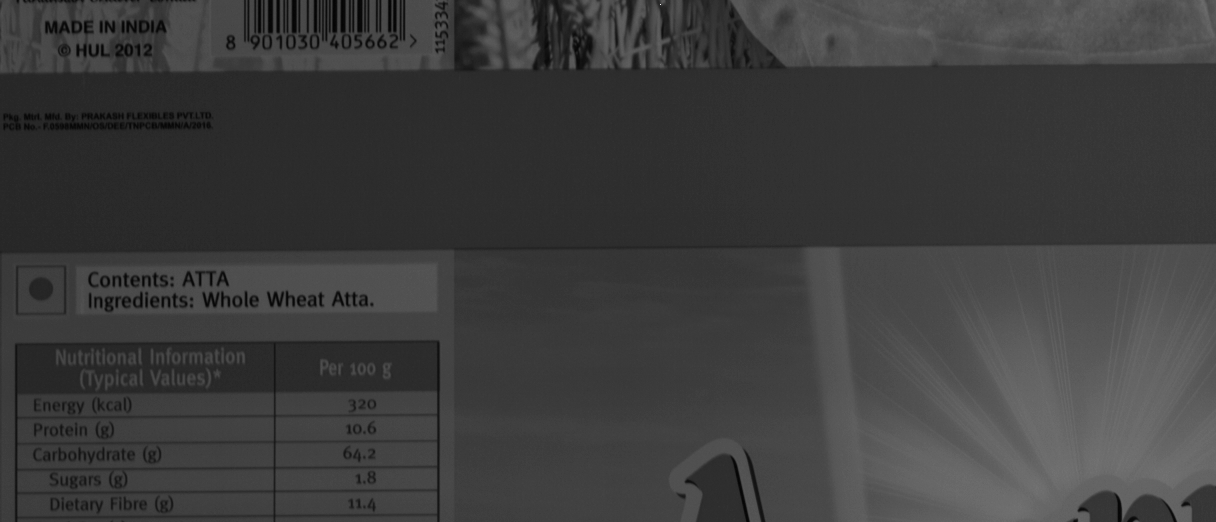 MADE IN INDIA
© HUL 2012
8 901030 405662 >
115334
Pkg. Mtrl. Mfd. By: PRAKASH FLEXIBLES PVT.LTD.
PCB No.: F.0598MMN/OS/DEE/TNPCB/MMN/A/2016.
Contents: ATTA
Ingredients: Whole Wheat Atta.
Nutritional Information
(Typical Values)*
Per 100 g
Energy (kcal) 320
Protein (g) 10.6
Carbohydrate (g) 64.2
Sugars (g) 1.8
Dietary Fibre (g) 11.4